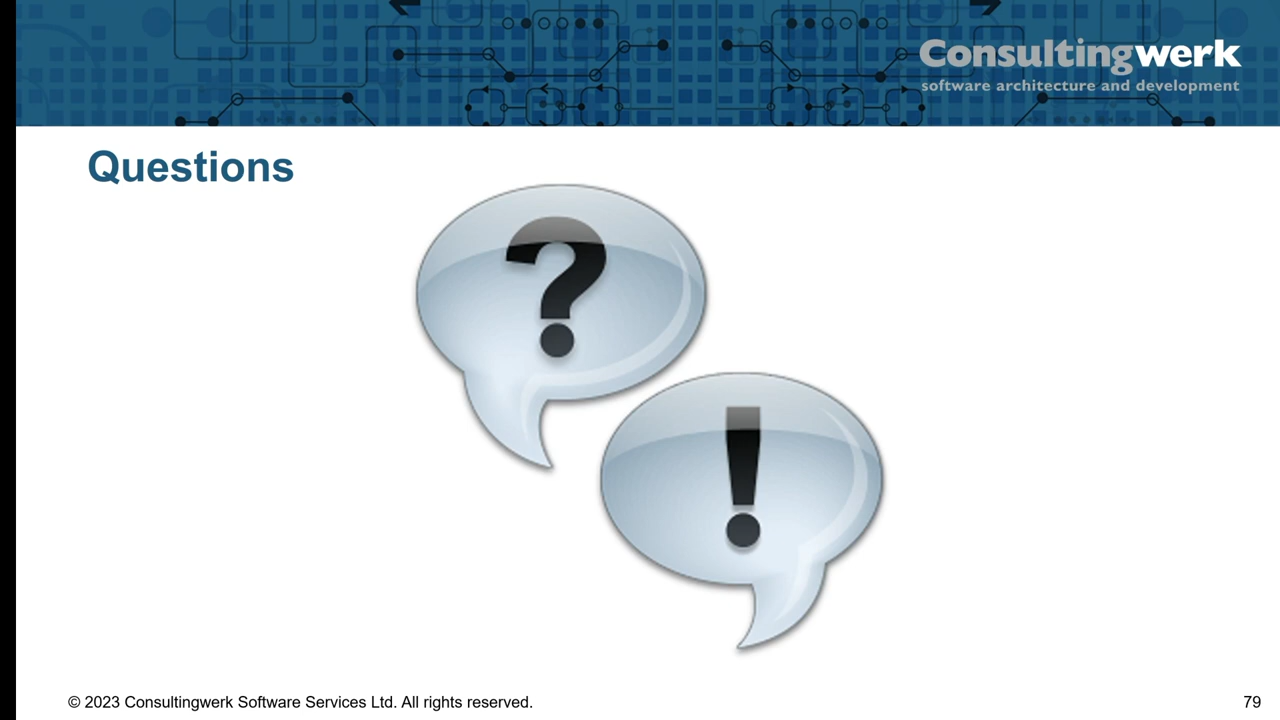 Consultingwerk
software architecture and development
Questions
?
!
© 2023 Consultingwerk Software Services Ltd. All rights reserved.
79